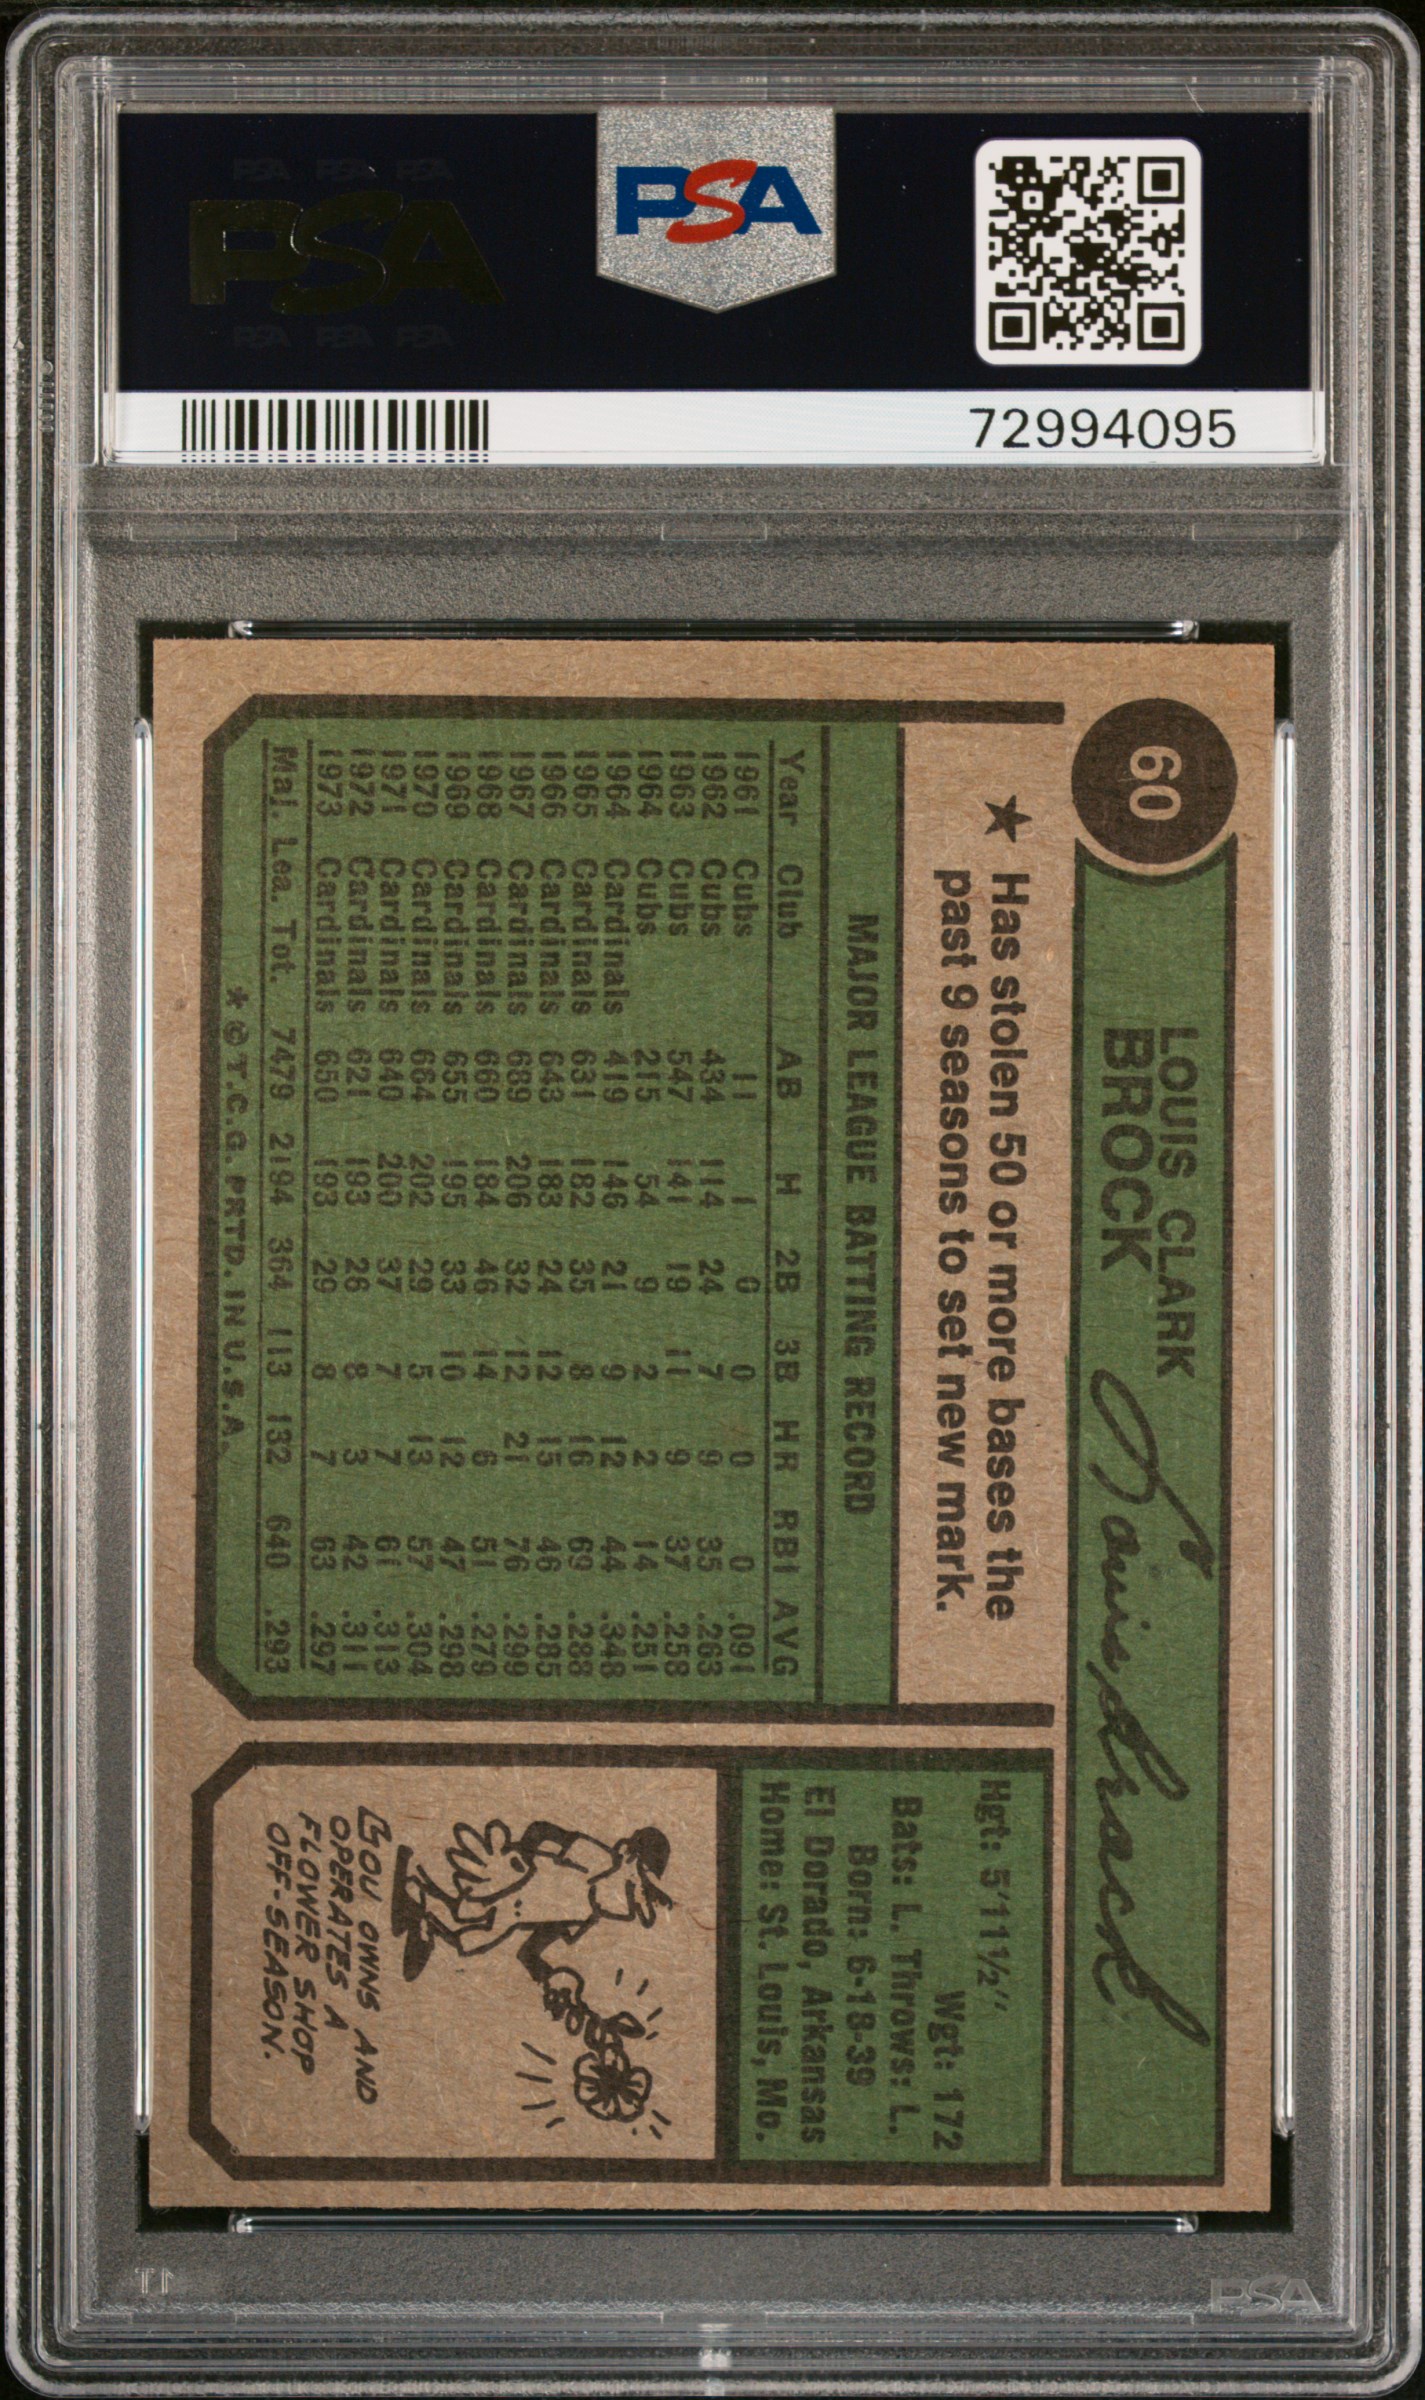 PSA PSA PSA
PSA
PSA PSA PSA
PSA
72994095
60
LOUIS CLARK
BROCK
Louis Brock
★ Has stolen 50 or more bases the
past 9 seasons to set new mark.
MAJOR LEAGUE BATTING RECORD
Year Club AB H 2B 3B HR RBI AVG
1961 Cubs 11 1 0 0 0 0 .091
1962 Cubs 434 114 24 7 9 35 .263
1963 Cubs 547 141 19 11 9 37 .258
1964 Cubs 215 54 9 2 2 14 .251
1964 Cardinals 419 146 21 9 12 44 .348
1965 Cardinals 631 182 35 8 16 69 .288
1966 Cardinals 643 183 24 12 15 46 .285
1967 Cardinals 689 206 32 12 21 76 .299
1968 Cardinals 660 184 46 14 6 51 .279
1969 Cardinals 655 195 33 10 12 47 .298
1970 Cardinals 664 202 29 5 13 57 .304
1971 Cardinals 640 200 37 7 7 61 .313
1972 Cardinals 621 193 26 8 3 42 .311
1973 Cardinals 650 193 29 8 7 63 .297
Maj. Lea. Tot. 7479 2194 364 113 132 640 .293
* © T.C.G. PRTD. IN U.S.A.
Hgt: 5'11½" Wgt: 172
Bats: L. Throws: L.
Born: 6-18-39
El Dorado, Arkansas
Home: St. Louis, Mo.
LOU OWNS AND
OPERATES A
FLOWER SHOP
OFF-SEASON.
PSA